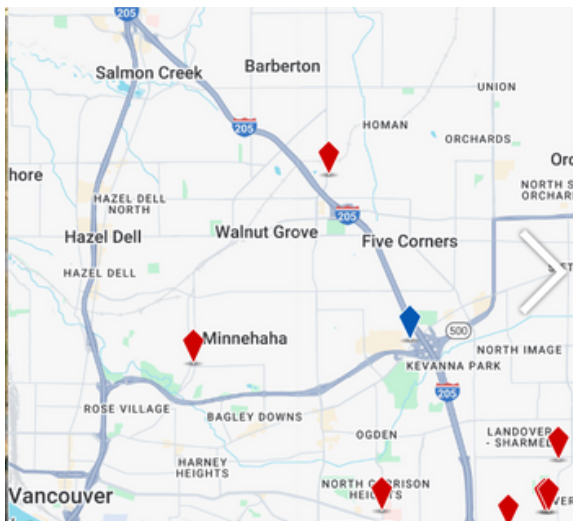 205
Salmon Creek
Barberton
UNION
205
HOMAN
ORCHARDS
Orc
hore
NORTH S
ORCHAR
HAZEL DELL
NORTH
205
Walnut Grove
Hazel Dell
Five Corners
HAZEL DELL
500
Minnehaha
NORTH IMAGE
KEVANNA PARK
205
ROSE VILLAGE
BAGLEY DOWNS
OGDEN
LANDOVER
- SHARMEL
HARNEY
HEIGHTS
NORTH GARRISON
HEIGHTS
Vancouver
VER